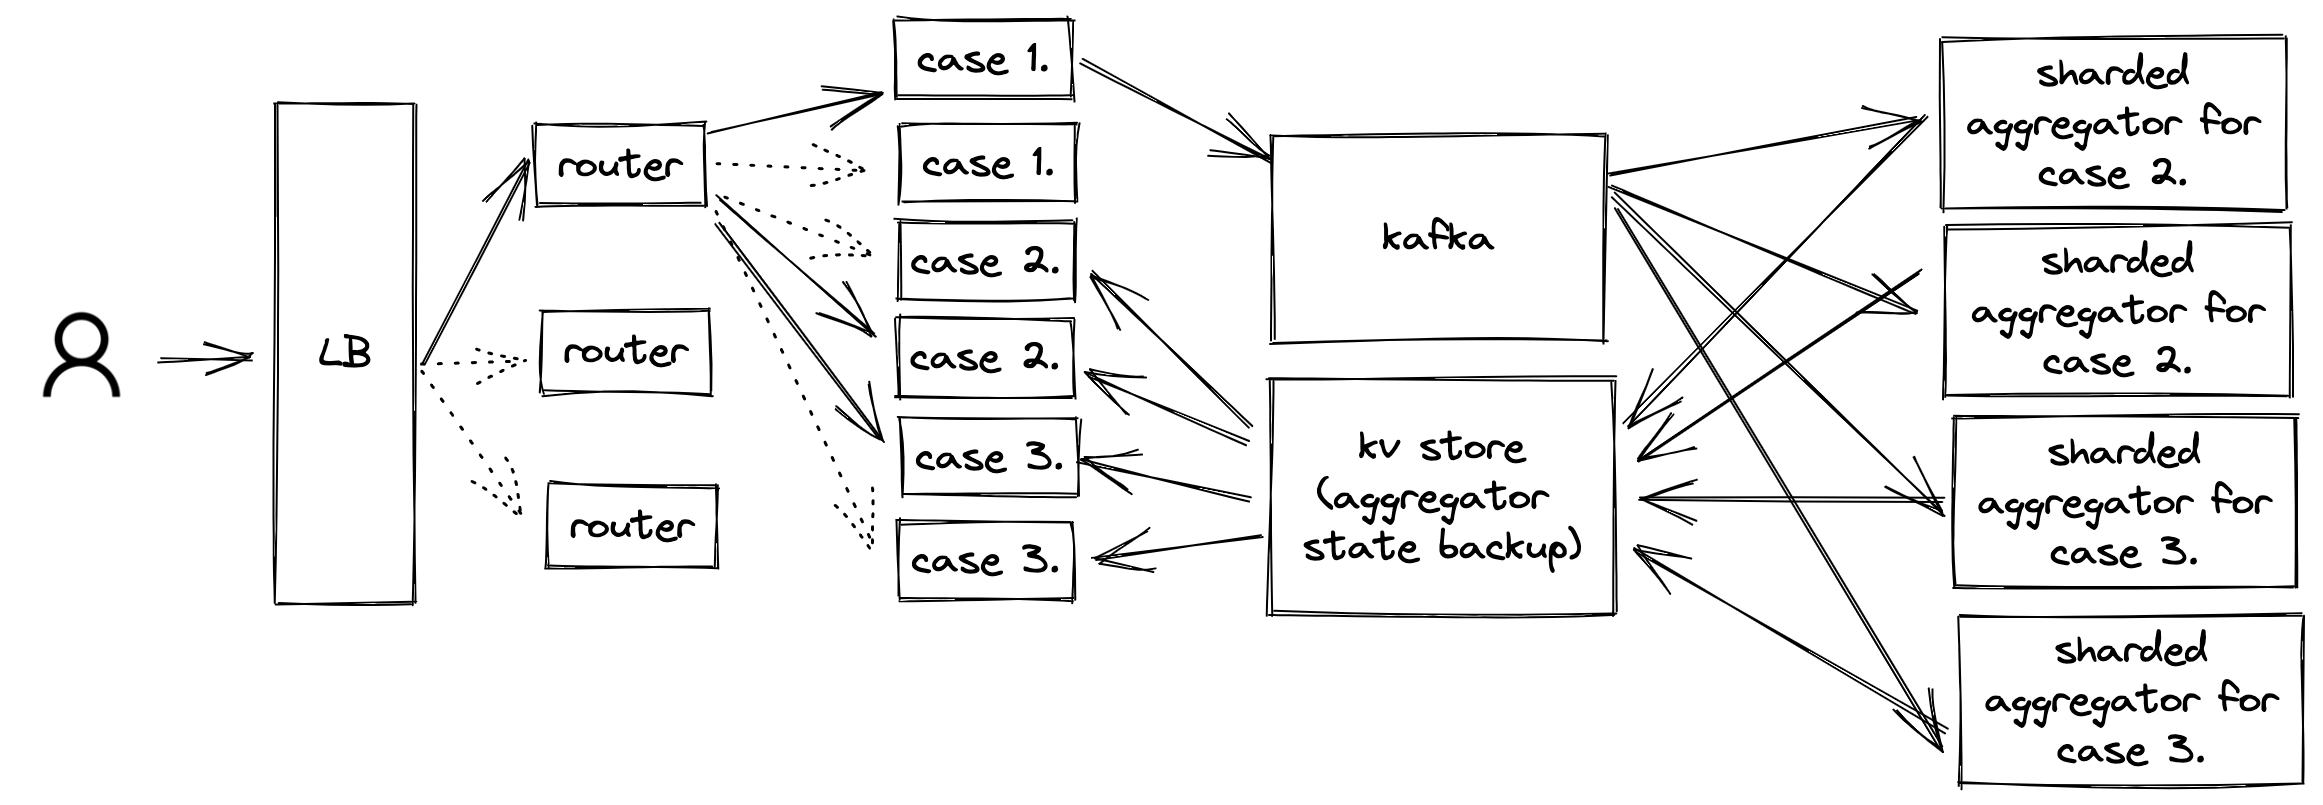 LB
router
router
router
case 1.
case 1.
case 2.
case 2.
case 3.
case 3.
kafka
kv store
(aggregator
state backup)
sharded
aggregator for
case 2.
sharded
aggregator for
case 2.
sharded
aggregator for
case 3.
sharded
aggregator for
case 3.